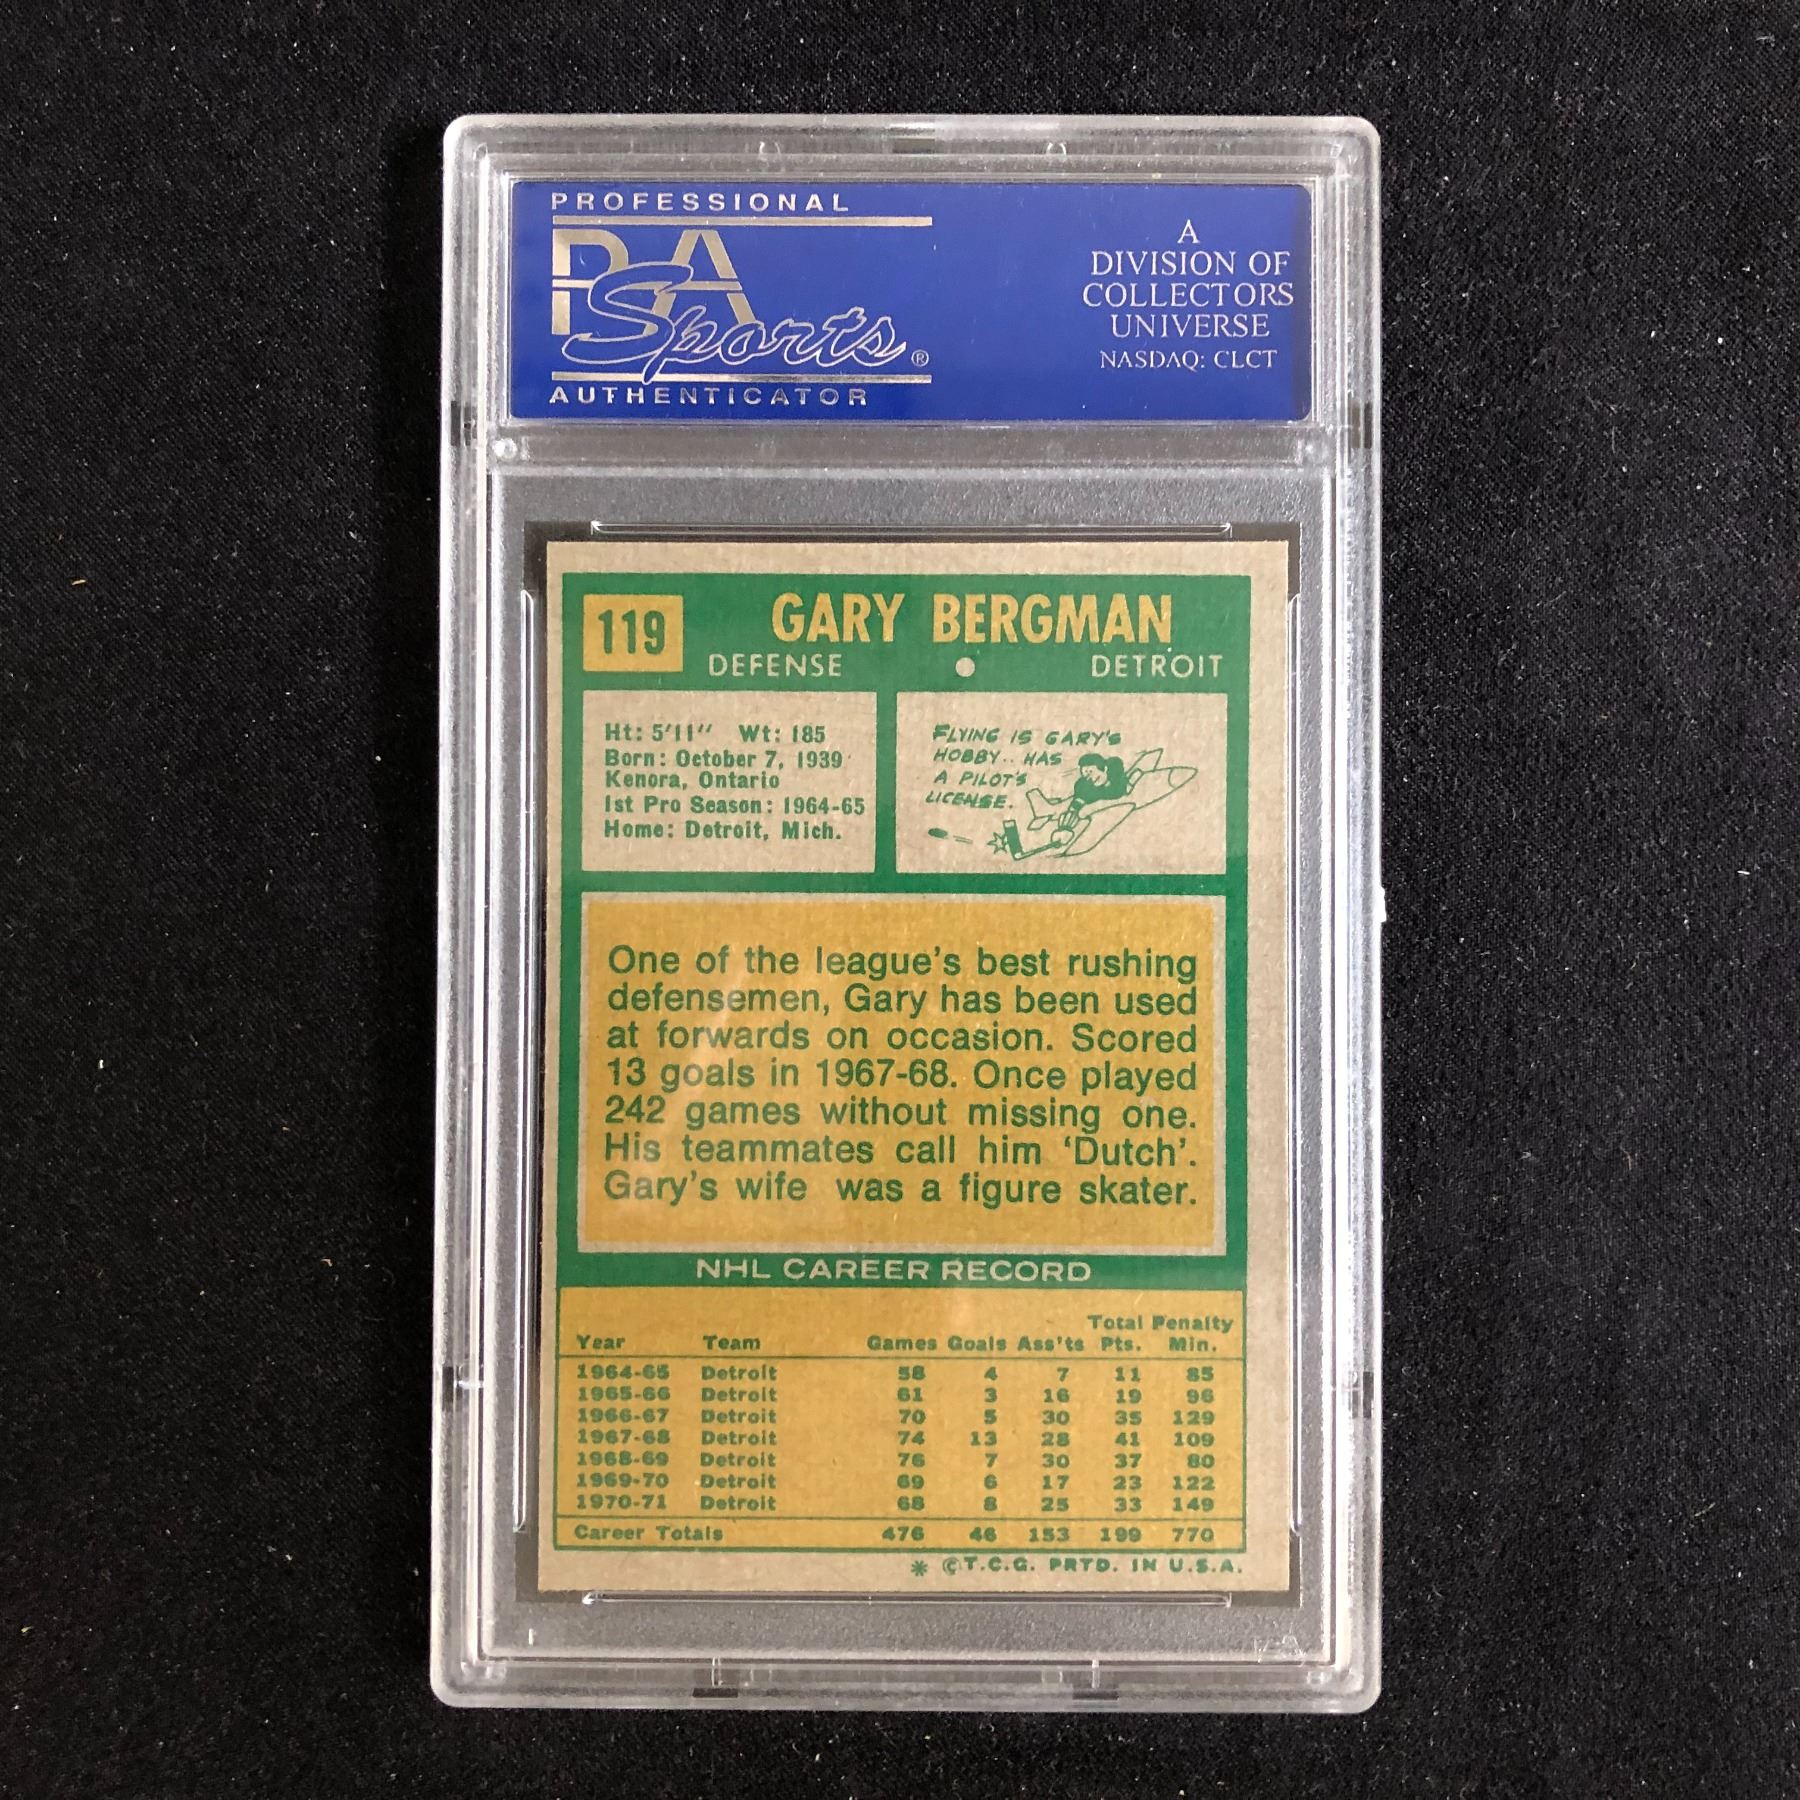 PROFESSIONAL
PSA
Sports®
AUTHENTICATOR
A
DIVISION OF
COLLECTORS
UNIVERSE
NASDAQ: CLCT
119 GARY BERGMAN
DEFENSE • DETROIT
Ht: 5'11" Wt: 185
Born: October 7, 1939
Kenora, Ontario
1st Pro Season: 1964-65
Home: Detroit, Mich.
FLYING IS GARY'S
HOBBY.. HAS
A PILOT'S
LICENSE.
One of the league's best rushing
defensemen, Gary has been used
at forwards on occasion. Scored
13 goals in 1967-68. Once played
242 games without missing one.
His teammates call him 'Dutch'.
Gary's wife was a figure skater.
NHL CAREER RECORD
Total Penalty
Year Team Games Goals Ass'ts Pts. Min.
1964-65 Detroit 58 4 7 11 85
1965-66 Detroit 61 3 16 19 96
1966-67 Detroit 70 5 30 35 129
1967-68 Detroit 74 13 28 41 109
1968-69 Detroit 76 7 30 37 80
1969-70 Detroit 69 6 17 23 122
1970-71 Detroit 68 8 25 33 149
Career Totals 476 46 153 199 770
* ©T.C.G. PRTD. IN U.S.A.